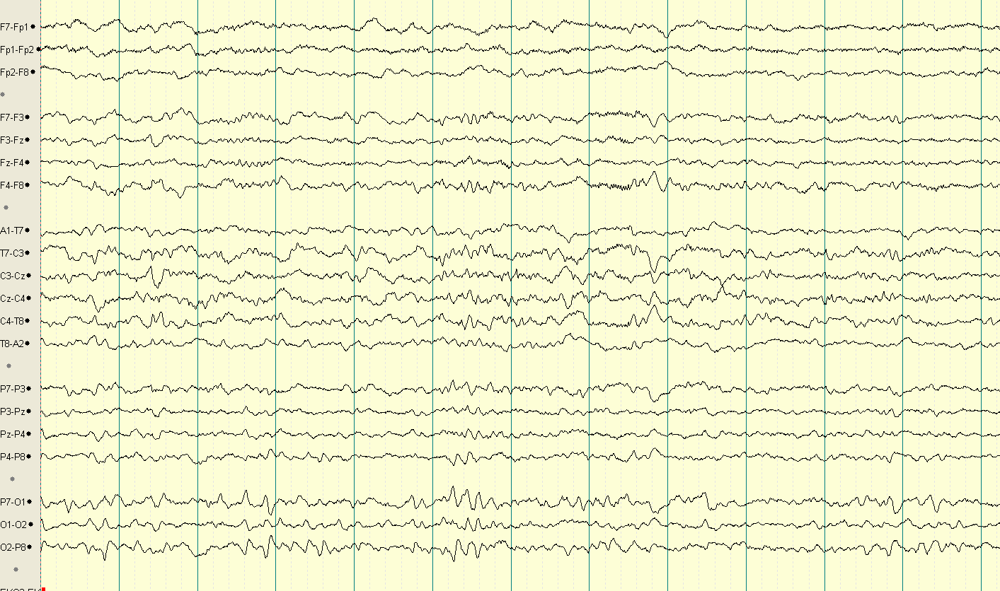 F7-Fp1
Fp1-Fp2
Fp2-F8
F7-F3
F3-Fz
Fz-F4
F4-F8
A1-T7
T7-C3
C3-Cz
Cz-C4
C4-T8
T8-A2
P7-P3
P3-Pz
Pz-P4
P4-P8
P7-O1
O1-O2
O2-P8